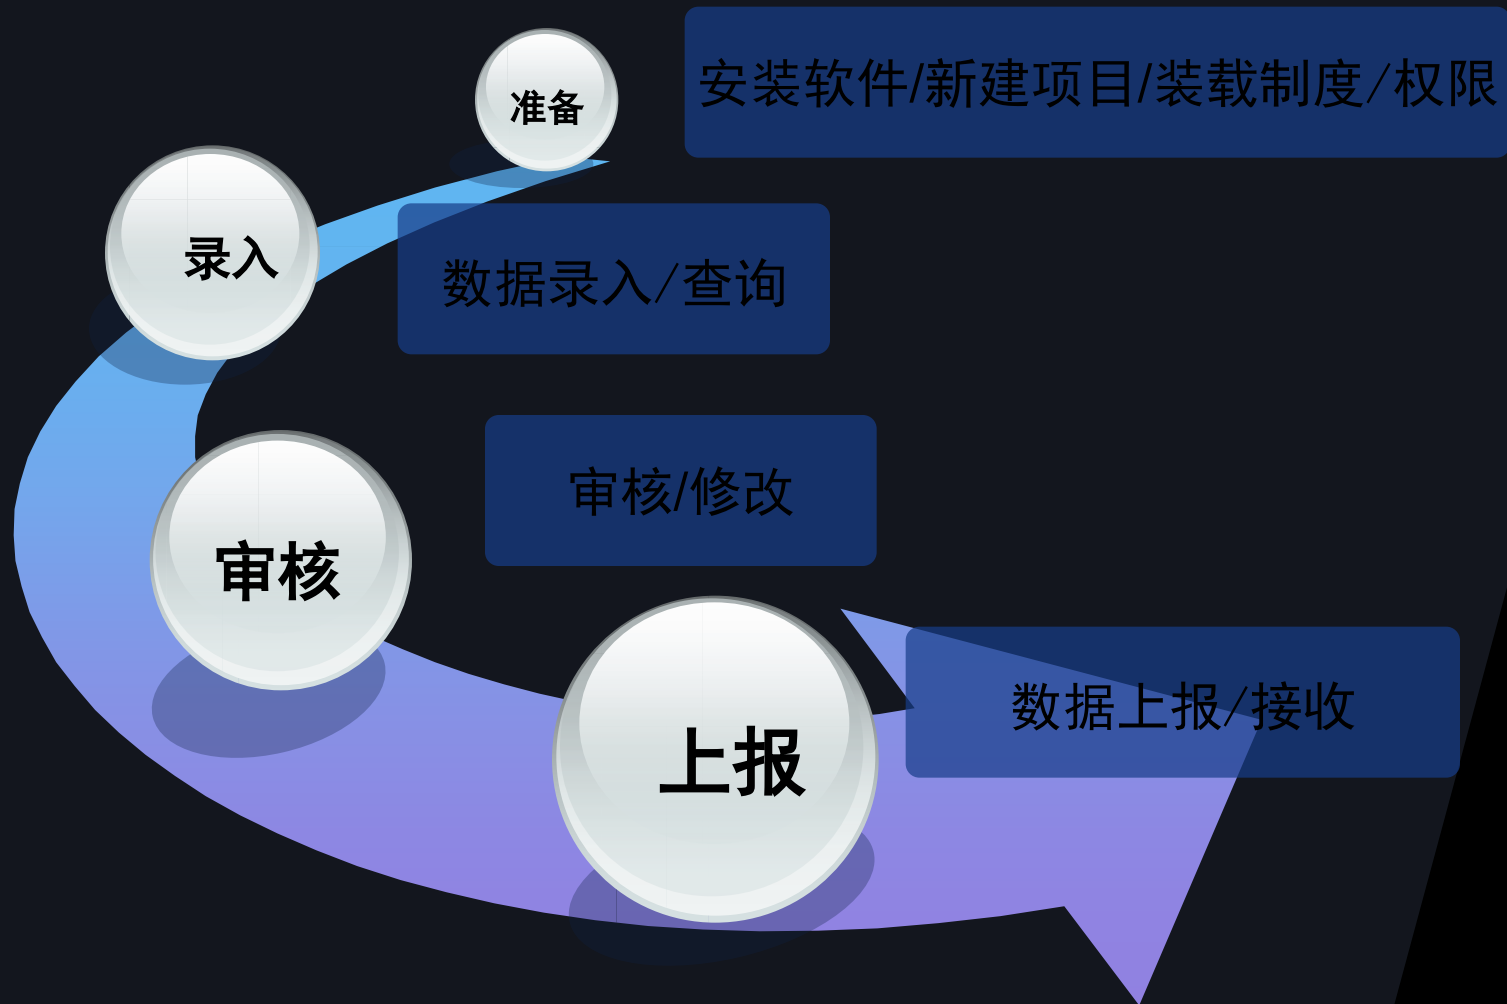 准备
安装软件/新建项目/装载制度/权限
录入
数据录入/查询
审核
审核/修改
上报
数据上报/接收